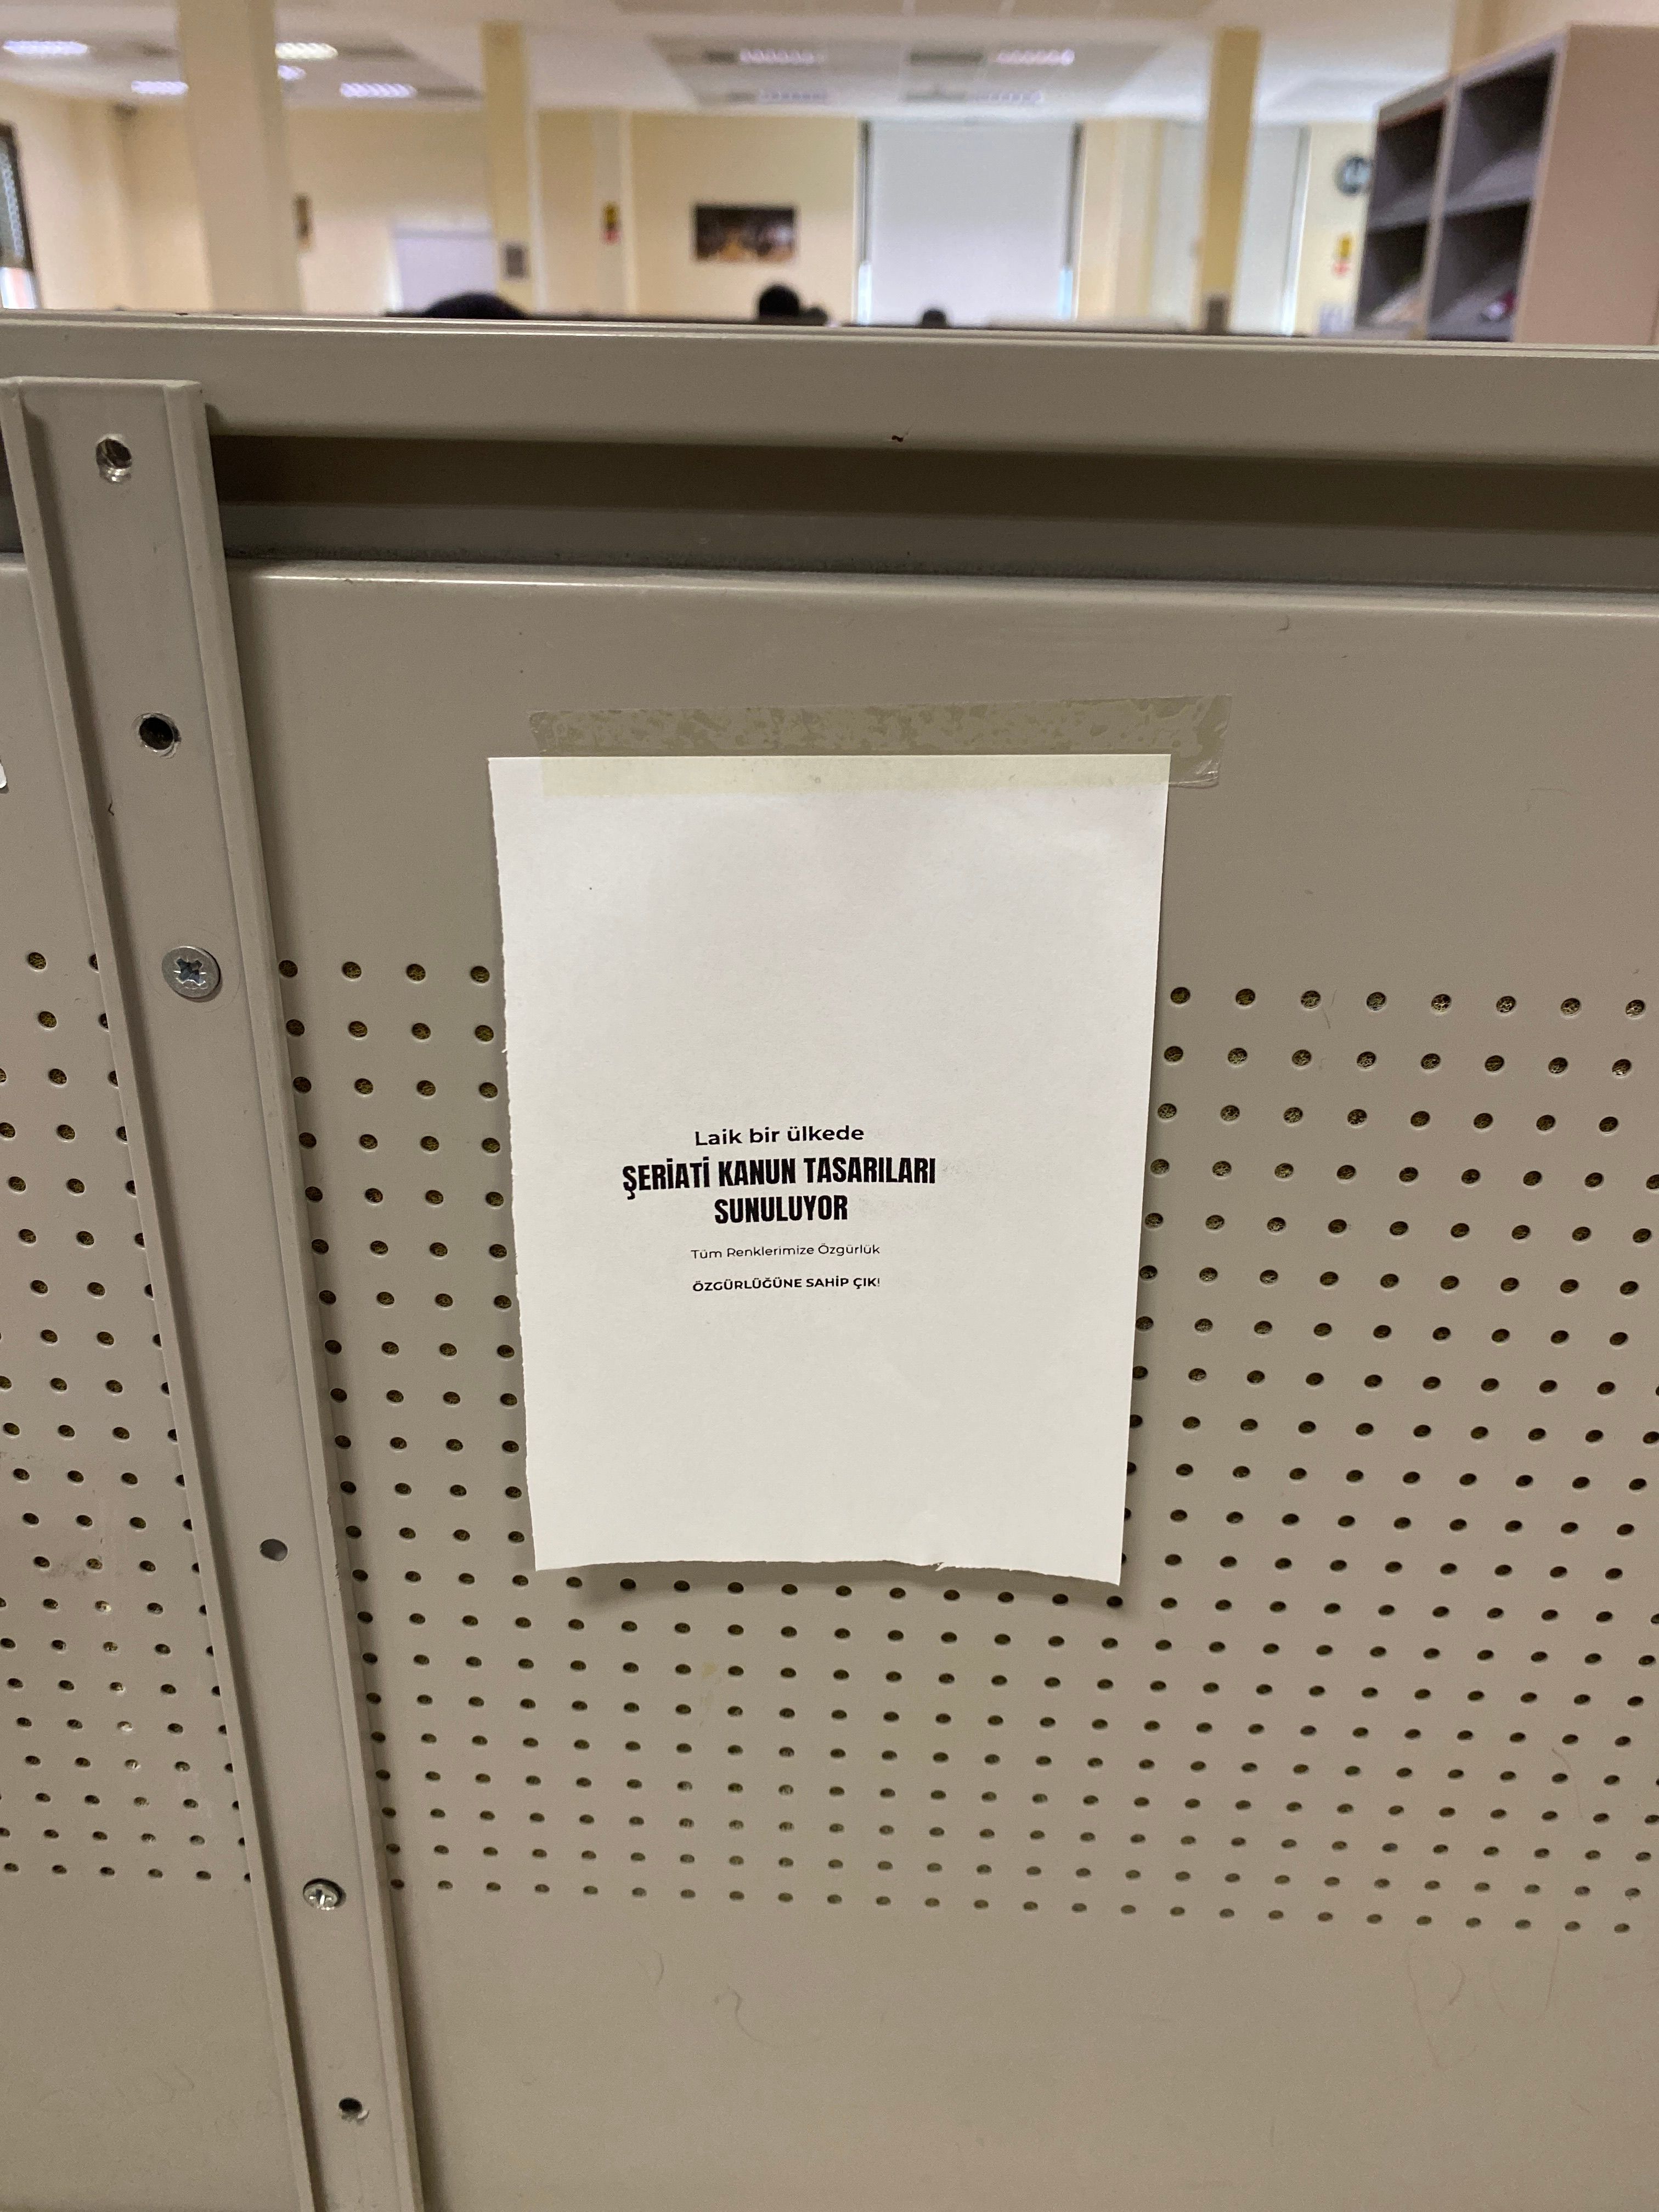 Laik bir ülkede
ŞERİATİ KANUN TASARILARI
SUNULUYOR
Tüm Renklerimize Özgürlük
ÖZGÜRLÜĞÜNE SAHİP ÇIK!